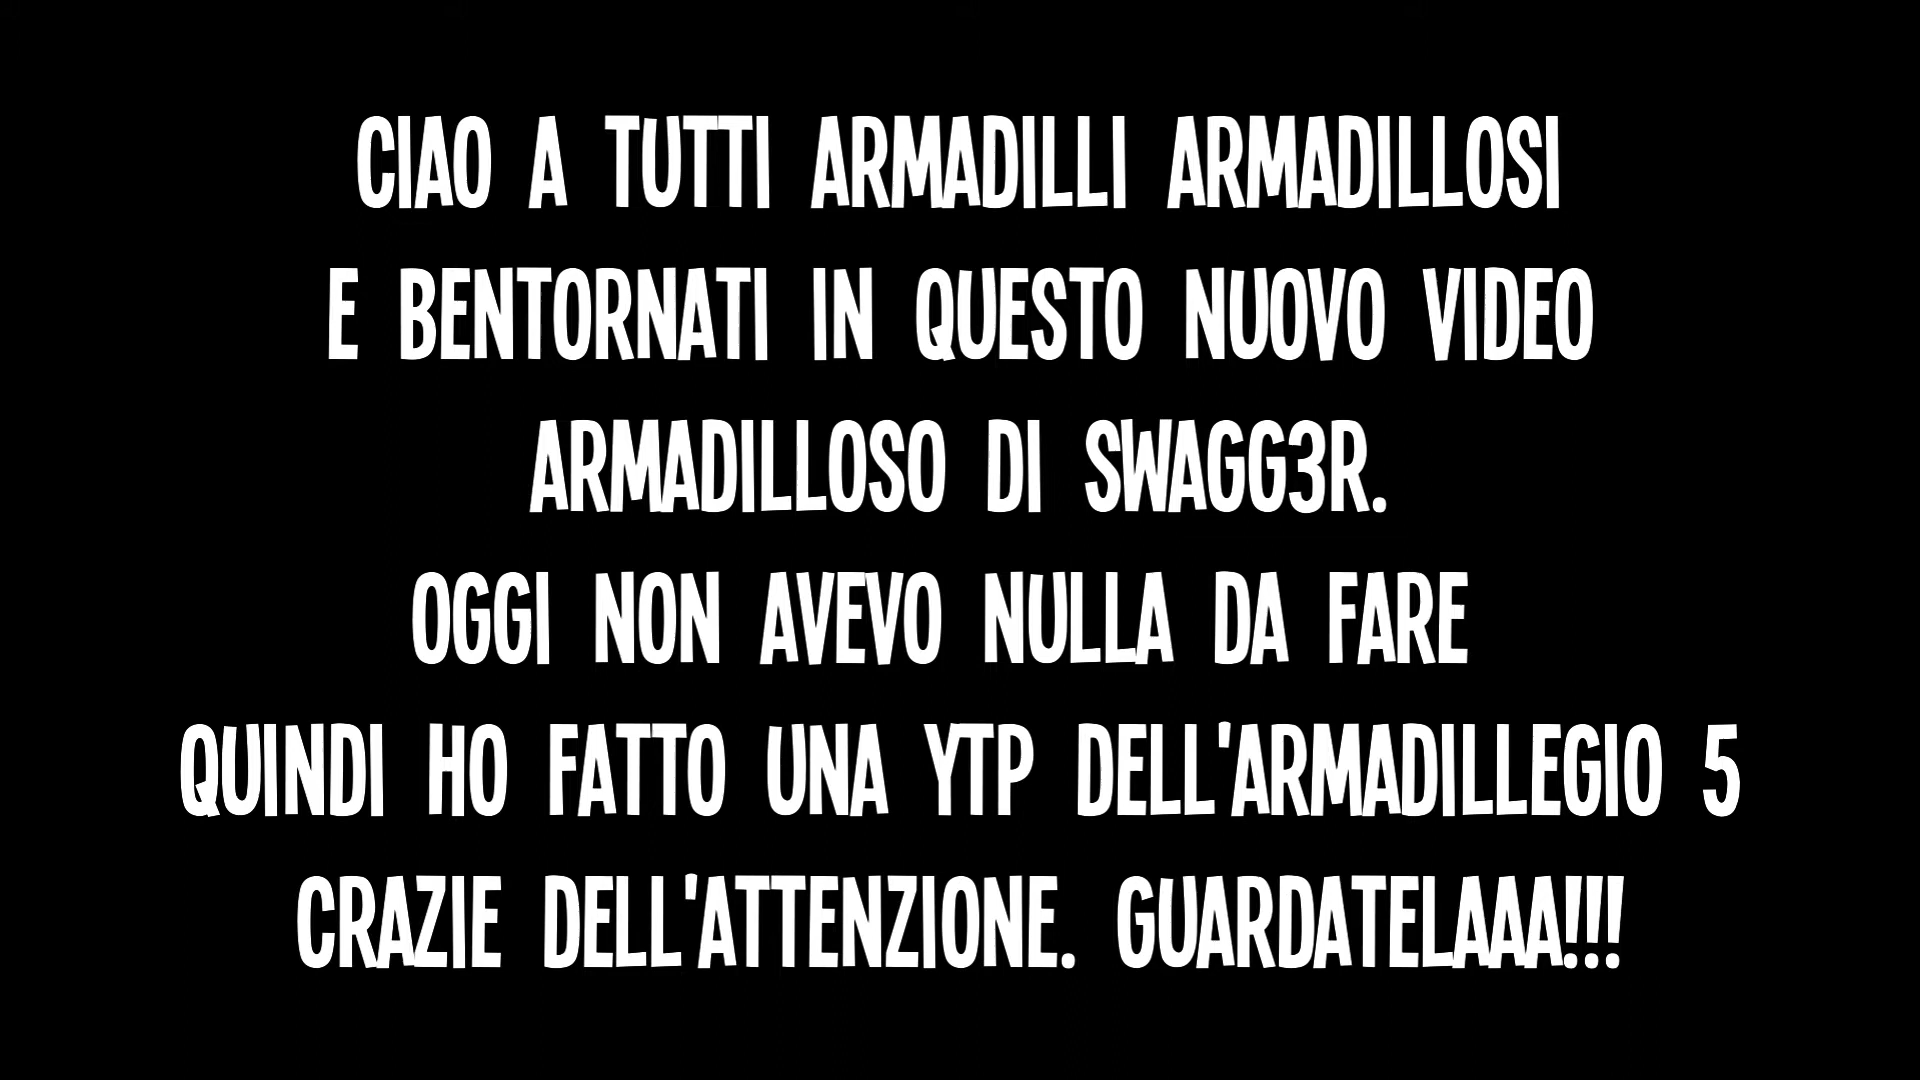 CIAO A TUTTI ARMADILLI ARMADILLOSI
E BENTORNATI IN QUESTO NUOVO VIDEO
ARMADILLOSO DI SWAGG3R.
OGGI NON AVEVO NULLA DA FARE
QUINDI HO FATTO UNA YTP DELL'ARMADILLEGIO 5
CRAZIE DELL'ATTENZIONE. GUARDATELAAA!!!